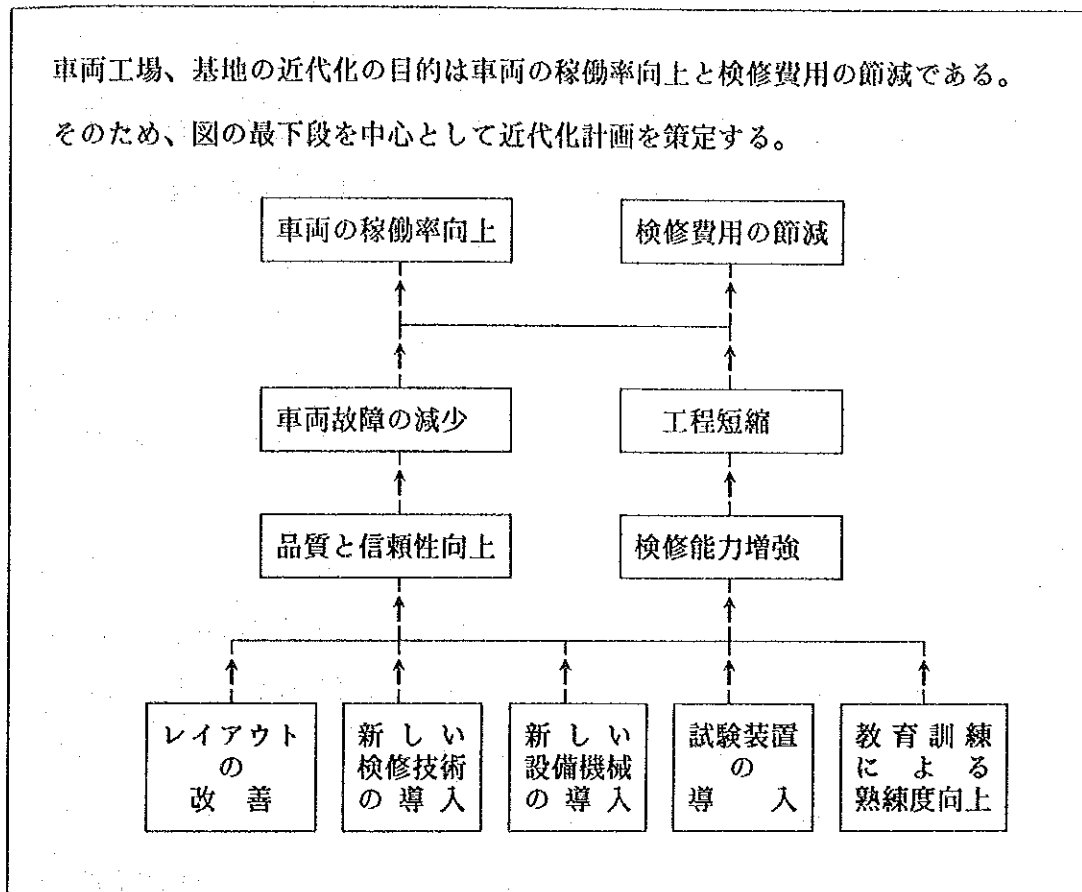 車両工場、基地の近代化の目的は車両の稼働率向上と検修費用の節減である。
そのため、図の最下段を中心として近代化計画を策定する。
車両の稼働率向上
検修費用の節減
車両故障の減少
工程短縮
品質と信頼性向上
検修能力増強
レイアウト
の
改善
新しい
検修技術
の導入
新しい
設備機械
の導入
試験装置
の
導入
教育訓練
による
熟練度向上